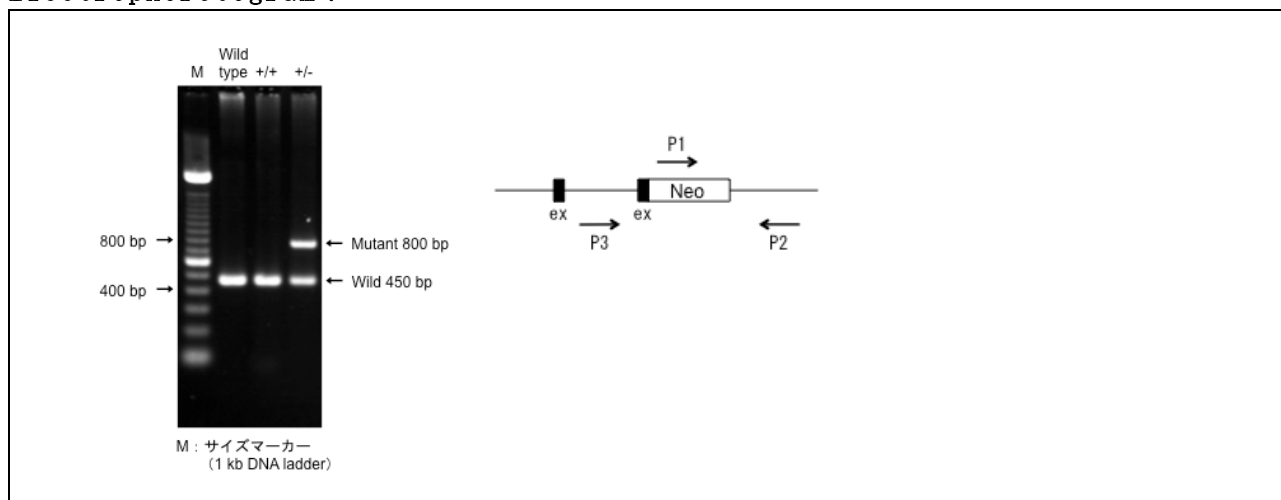 Wild
M type +/+ +/-
800 bp → ← Mutant 800 bp
400 bp → ← Wild 450 bp
M : サイズマーカー
(1 kb DNA ladder)
P1
Neo
ex ex
P3 P2